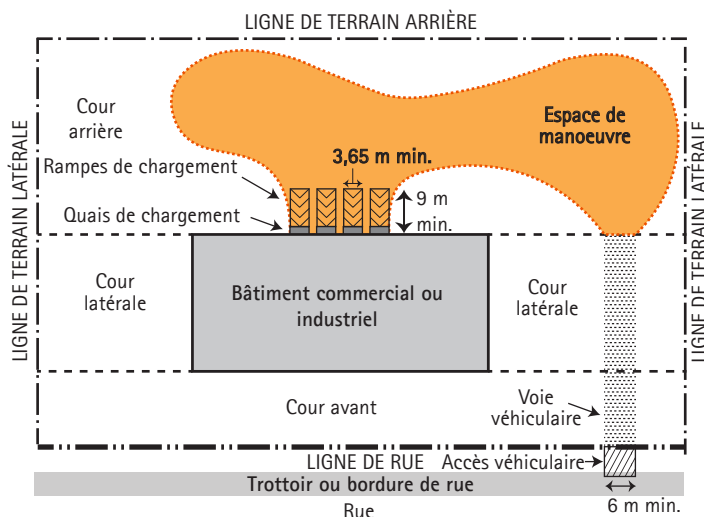 LIGNE DE TERRAIN ARRIÈRE
Cour
arrière
Espace de
manoeuvre
Rampes de chargement
3,65 m min.
Quais de chargement
9 m
min.
LIGNE DE TERRAIN LATÉRALE
LIGNE DE TERRAIN LATÉRALE
Cour
latérale
Bâtiment commercial ou
industriel
Cour
latérale
Cour avant
Voie
véhiculaire
LIGNE DE RUE
Accès véhiculaire
Trottoir ou bordure de rue
Rue
6 m min.